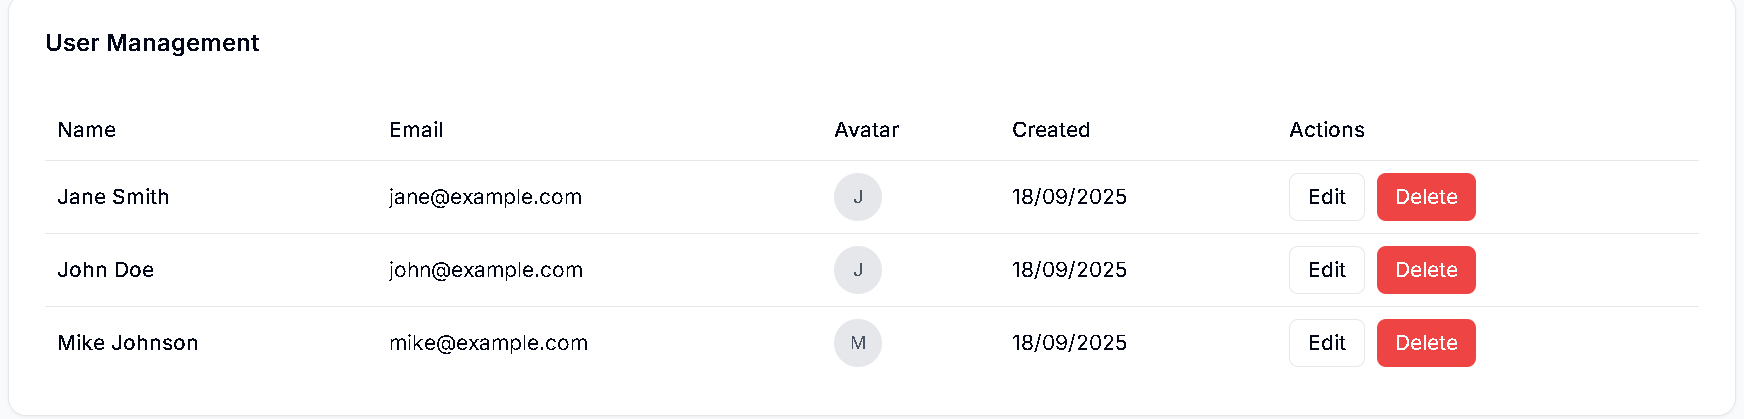 User Management
Name Email Avatar Created Actions
Jane Smith jane@example.com J 18/09/2025 Edit Delete
John Doe john@example.com J 18/09/2025 Edit Delete
Mike Johnson mike@example.com M 18/09/2025 Edit Delete